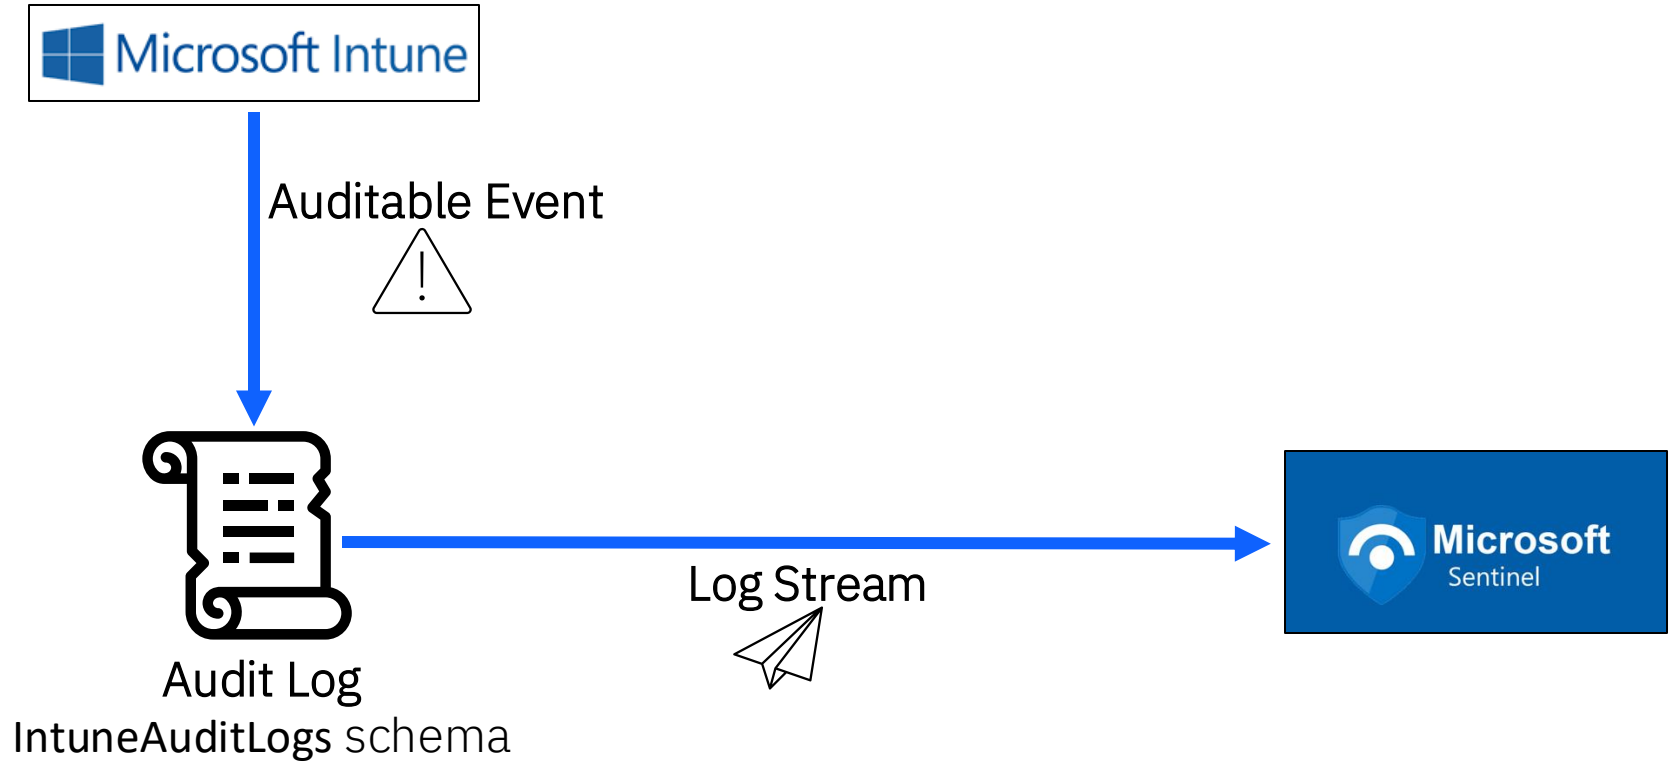 Microsoft Intune
Auditable Event
Log Stream
Microsoft
Sentinel
Audit Log
IntuneAuditLogs schema